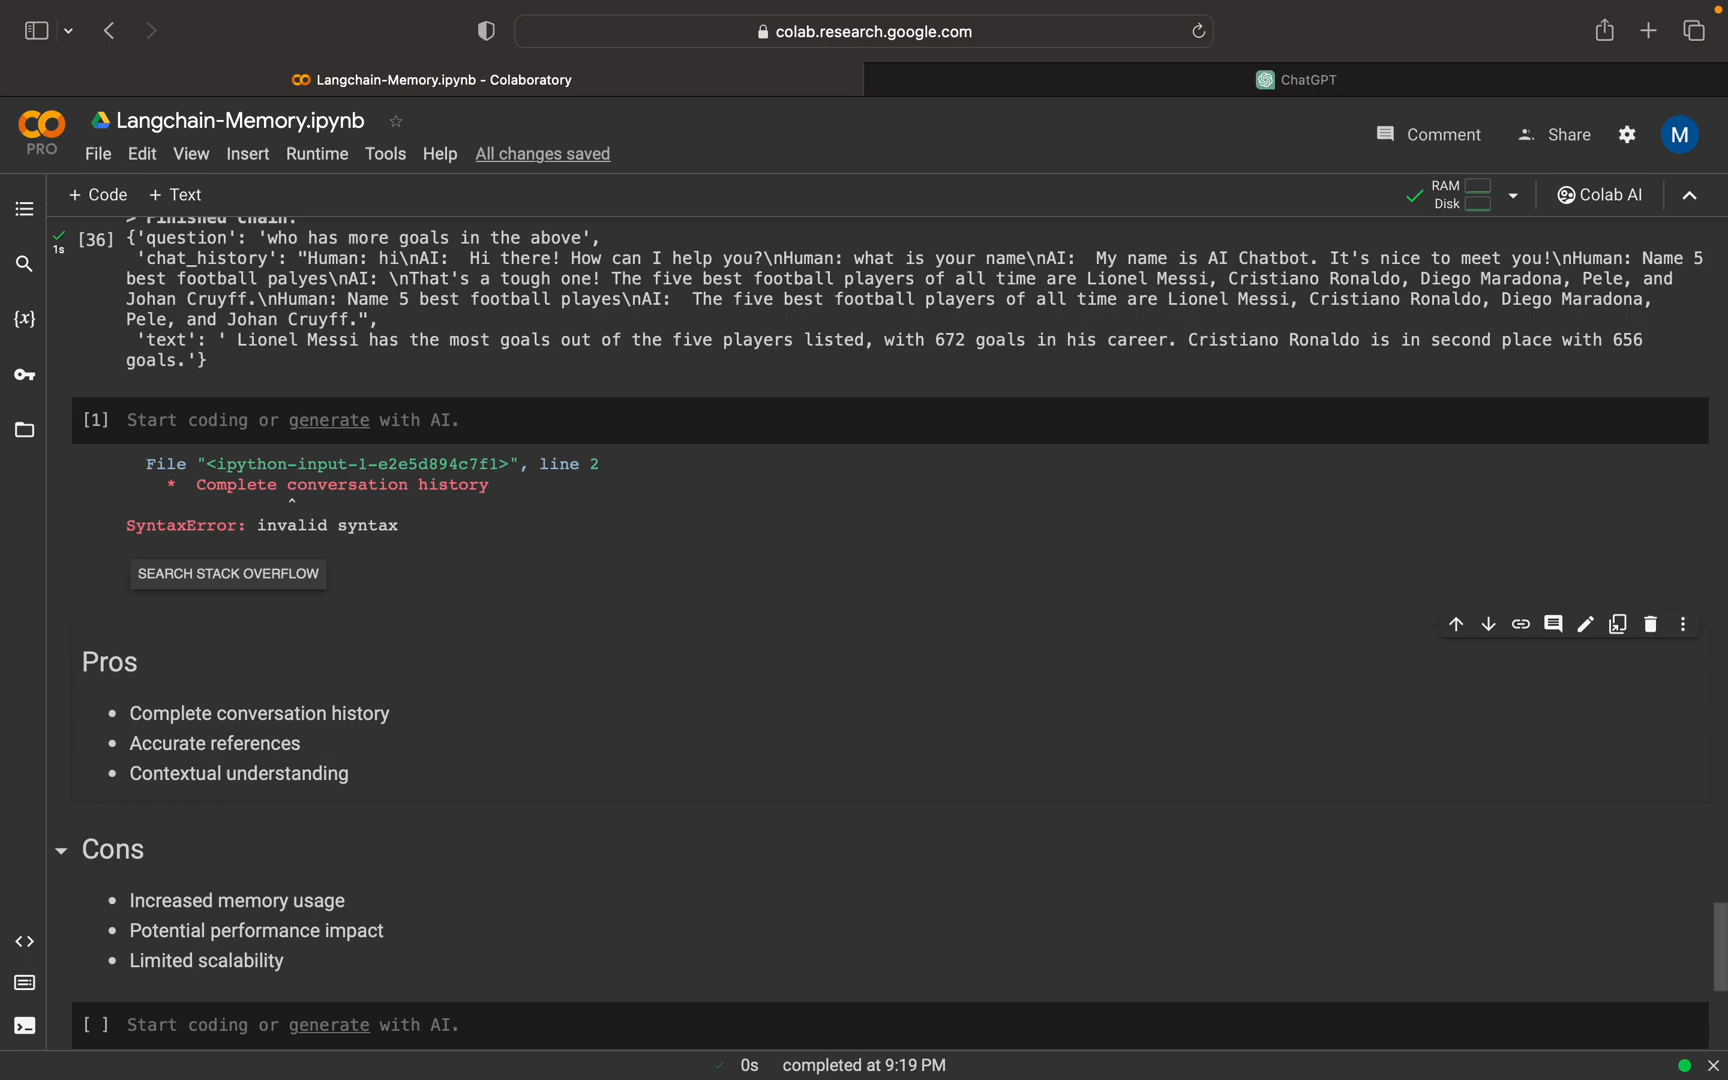 colab.research.google.com
Langchain-Memory.ipynb - Colaboratory
ChatGPT
PRO
Langchain-Memory.ipynb
Comment
Share
M
File Edit View Insert Runtime Tools Help All changes saved
+ Code + Text
RAM
Disk
Colab AI
> Finished chain.
1s
[36] {'question': 'who has more goals in the above',
'chat_history': "Human: hi\nAI:  Hi there! How can I help you?\nHuman: what is your name\nAI:  My name is AI Chatbot. It's nice to meet you!\nHuman: Name 5
best football palyes\nAI: \nThat's a tough one! The five best football players of all time are Lionel Messi, Cristiano Ronaldo, Diego Maradona, Pele, and
Johan Cruyff.\nHuman: Name 5 best football playes\nAI:  The five best football players of all time are Lionel Messi, Cristiano Ronaldo, Diego Maradona,
Pele, and Johan Cruyff.",
'text': ' Lionel Messi has the most goals out of the five players listed, with 672 goals in his career. Cristiano Ronaldo is in second place with 656
goals.'}
[1] Start coding or generate with AI.
File "<ipython-input-1-e2e5d894c7f1>", line 2
*  Complete conversation history
^
SyntaxError: invalid syntax
SEARCH STACK OVERFLOW
Pros
• Complete conversation history
• Accurate references
• Contextual understanding
Cons
• Increased memory usage
• Potential performance impact
• Limited scalability
[ ] Start coding or generate with AI.
0s completed at 9:19 PM